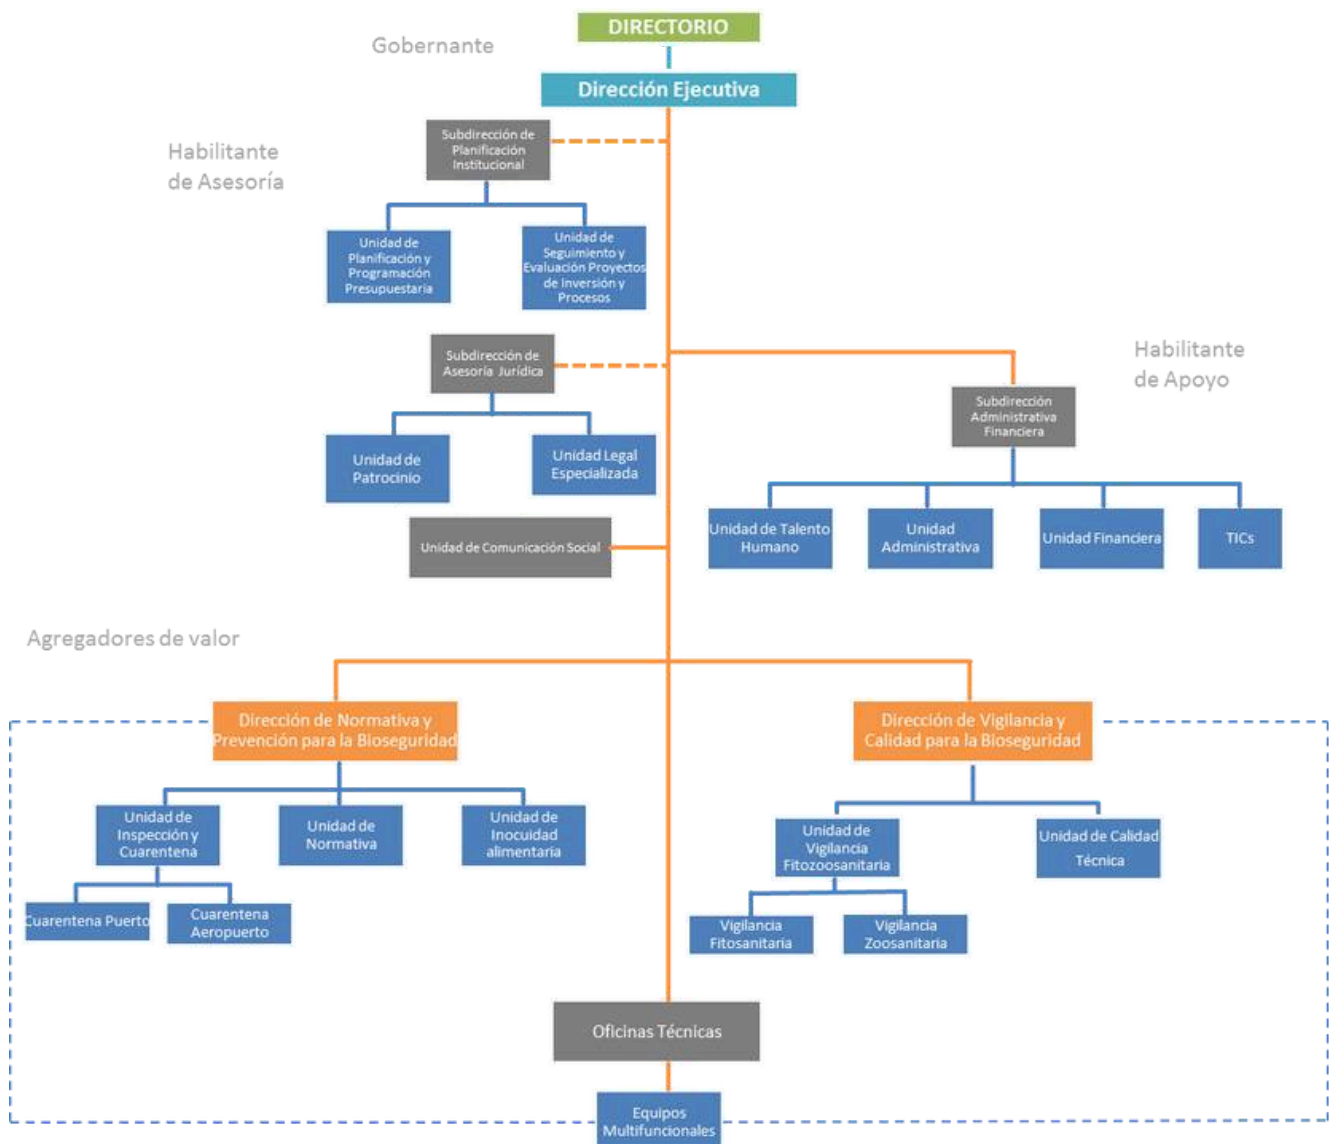 DIRECTORIO
Gobernante
Dirección Ejecutiva
Subdirección de
Planificación
Institucional
Habilitante
de Asesoría
Unidad de
Planificación y
Programación
Presupuestaria
Unidad de
Seguimiento y
Evaluación Proyectos
de Inversión y
Procesos
Subdirección de
Asesoría Jurídica
Habilitante
de Apoyo
Subdirección
Administrativa
Financiera
Unidad de
Patrocinio
Unidad Legal
Especializada
Unidad de Comunicación Social
Unidad de Talento
Humano
Unidad
Administrativa
Unidad Financiera
TICs
Agregadores de valor
Dirección de Normativa y
Prevención para la Bioseguridad
Dirección de Vigilancia y
Calidad para la Bioseguridad
Unidad de
Inspección y
Cuarentena
Unidad de
Normativa
Unidad de
Inocuidad
alimentaria
Unidad de
Vigilancia
Fitozoosanitaria
Unidad de Calidad
Técnica
Cuarentena Puerto
Cuarentena
Aeropuerto
Vigilancia
Fitosanitaria
Vigilancia
Zoosanitaria
Oficinas Técnicas
Equipos
Multifuncionales